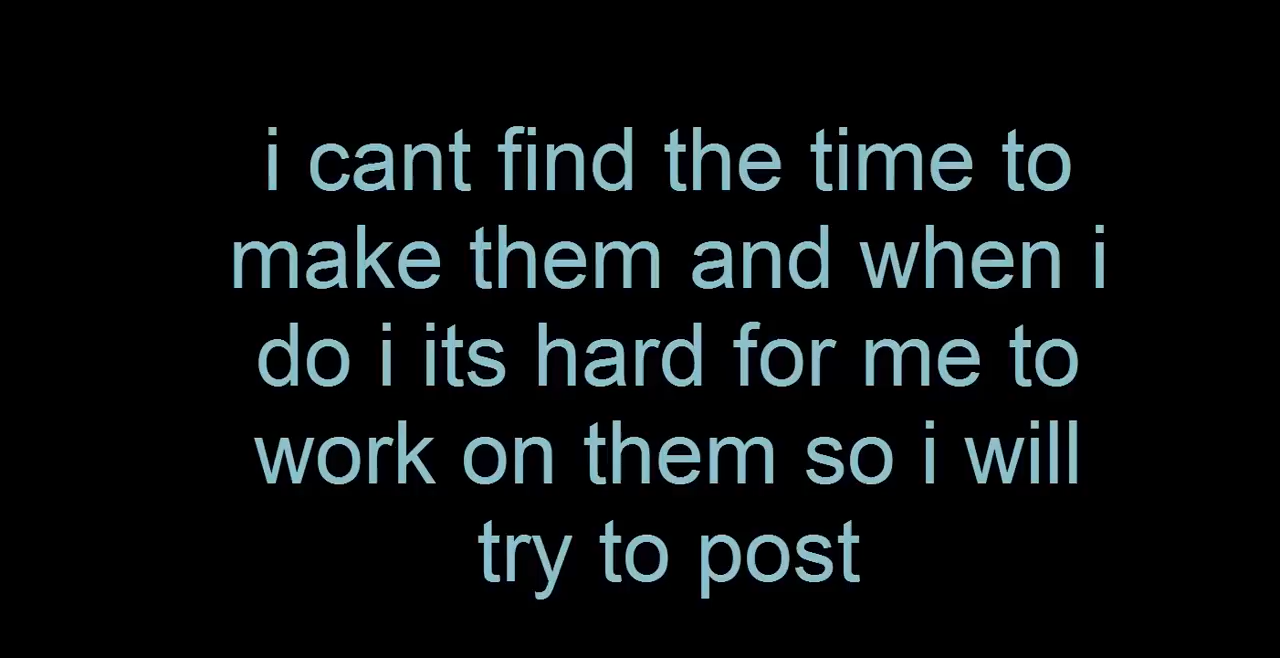 i cant find the time to
make them and when i
do i its hard for me to
work on them so i will
try to post